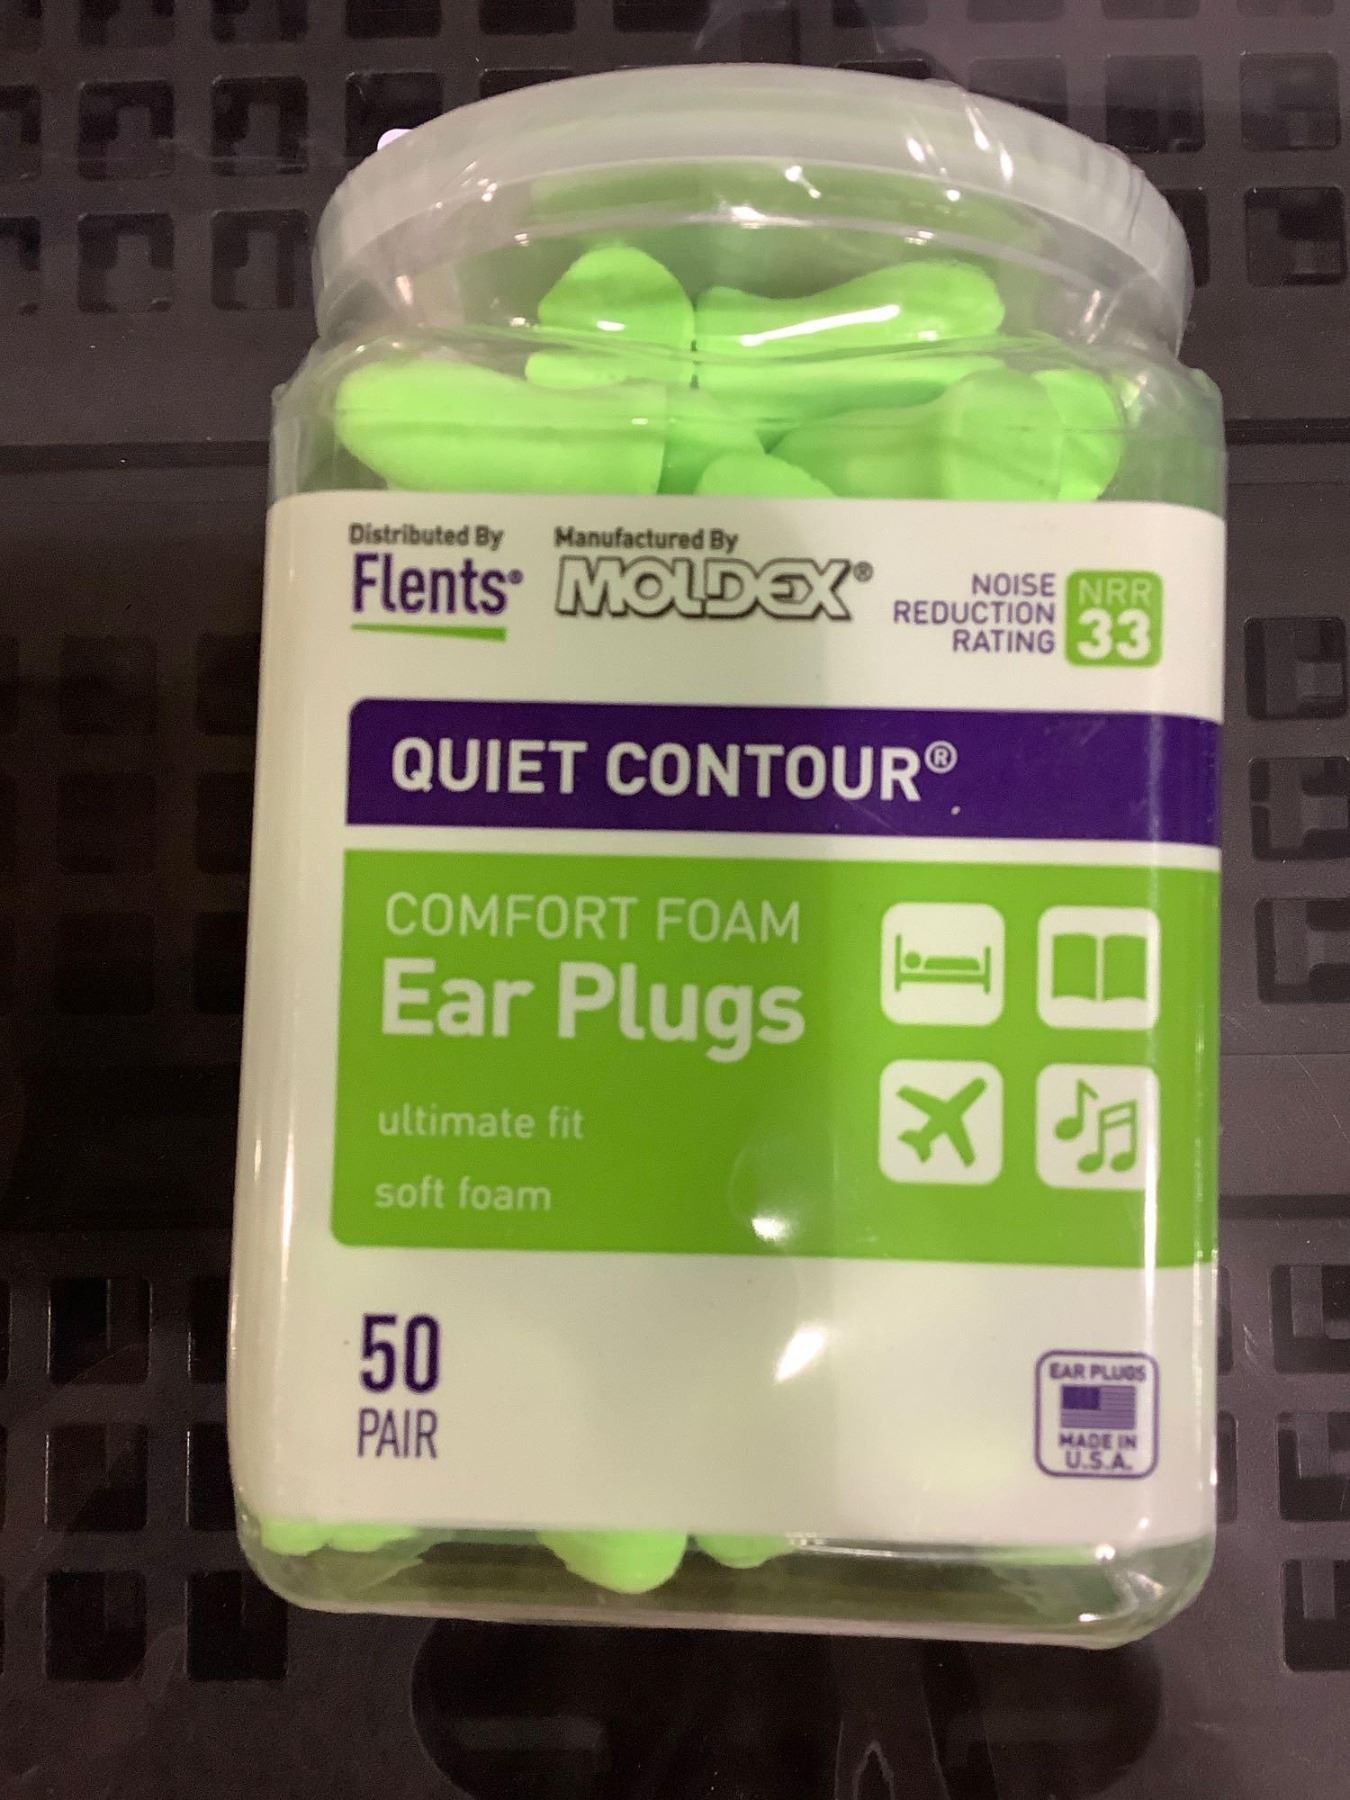 Distributed By
Flents®
Manufactured By
MOLDEX®
NOISE
REDUCTION
RATING
NRR
33
QUIET CONTOUR®
COMFORT FOAM
Ear Plugs
ultimate fit
soft foam
50
PAIR
EAR PLUGS
MADE IN
U.S.A.